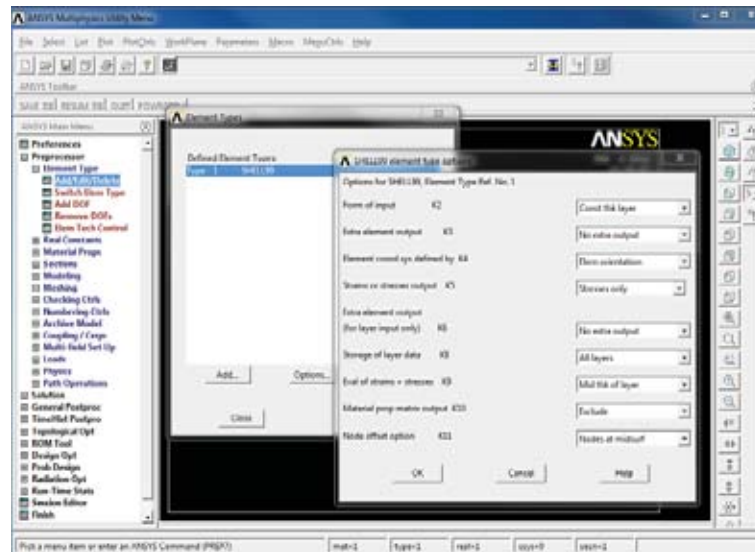 ANSYS Multiphysics Utility Menu
File Select List Plot PlotCtrls WorkPlane Parameters Macro MenuCtrls Help
ANSYS Toolbar
SAVE_DB RESUM_DB QUIT
ANSYS Main Menu
Preferences
Preprocessor
Element Type
Add/Edit/Delete
Switch Elem Type
Add DOF
Remove DOFs
Elem Tech Control
Real Constants
Material Props
Sections
Modeling
Meshing
Checking Ctrls
Numbering Ctrls
Archive Model
Coupling / Ceqn
Multi-field Set Up
Loads
Physics
Path Operations
Solution
General Postproc
TimeHist Postpro
Topological Opt
ROM Tool
Design Opt
Prob Design
Radiation Opt
Run-Time Stats
Session Editor
Finish
Element Types
Defined Element Types:
Type 1 SHELL99
Add...
Options...
Close
ANSYS
SHELL99 element type options
Options for SHELL99, Element Type Ref. No. 1
Form of input K2 Const thk layer
Extra element output K3 No extra output
Element coord sys defined by K4 Elem orientation
Strains or stresses output K5 Stresses only
Extra element output
(for layer input only) K6 No extra output
Storage of layer data K8 All layers
Eval of strains + stresses K9 Mid thk of layer
Material prop matrix output K10 Exclude
Node offset option K11 Nodes at midsurf
OK Cancel Help
Pick a menu item or enter an ANSYS Command (PREP7)
mat=1 type=1 real=1 csys=0 secn=1